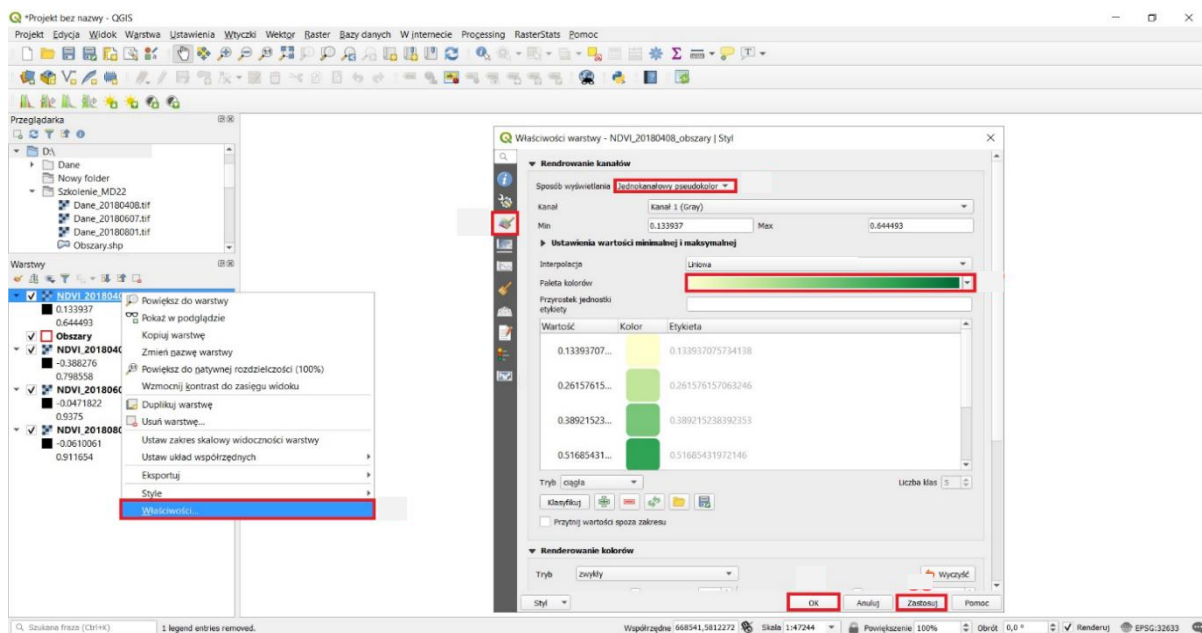 *Projekt bez nazwy - QGIS
Projekt Edycja Widok Warstwa Ustawienia Wtyczki Wektor Raster Bazy danych W internecie Processing RasterStats Pomoc
Przeglądarka
D:\
Dane
Nowy folder
Szkolenie_MD22
Dane_20180408.tif
Dane_20180607.tif
Dane_20180801.tif
Obszary.shp
Warstwy
NDVI_2018040
0.133937
0.644493
Obszary
NDVI_2018040
-0.388276
0.798558
NDVI_2018060
-0.0471822
0.9375
NDVI_2018080
-0.0610061
0.911654
Powiększ do warstwy
Pokaż w podglądzie
Kopiuj warstwę
Zmień nazwę warstwy
Powiększ do natywnej rozdzielczości (100%)
Wzmocnij kontrast do zasięgu widoku
Duplikuj warstwę
Usuń warstwę...
Ustaw zakres skalowy widoczności warstwy
Ustaw układ współrzędnych
Eksportuj
Style
Właściwości...
Właściwości warstwy - NDVI_20180408_obszary | Styl
Rendrowanie kanałów
Sposób wyświetlania Jednokanałowy pseudokolor
Kanał Kanał 1 (Gray)
Min 0.133937 Max 0.644493
Ustawienia wartości minimalnej i maksymalnej
Interpolacja Liniowa
Paleta kolorów
Przyrostek jednostki
etykiety
Wartość Kolor Etykieta
0.13393707... 0.133937075734138
0.26157615... 0.261576157063246
0.38921523... 0.389215238392353
0.51685431... 0.51685431972146
Tryb ciągła Liczba klas 5
Klasyfikuj
Przytnij wartości spoza zakresu
Renderowanie kolorów
Tryb zwykły Wyczyść
Styl OK Anuluj Zastosuj Pomoc
Szukana fraza (Ctrl+K) 1 legend entries removed. Współrzędne 668541,5812272 Skala 1:47244 Powiększenie 100% Obrót 0,0 ° Renderuj EPSG:32633